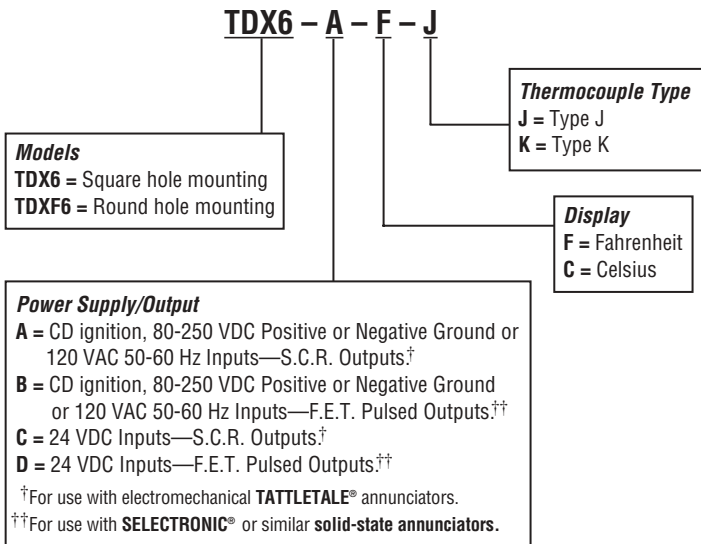 TDX6 – A – F – J
Thermocouple Type
J = Type J
K = Type K
Models
TDX6 = Square hole mounting
TDXF6 = Round hole mounting
Display
F = Fahrenheit
C = Celsius
Power Supply/Output
A = CD ignition, 80-250 VDC Positive or Negative Ground or
120 VAC 50-60 Hz Inputs—S.C.R. Outputs.†
B = CD ignition, 80-250 VDC Positive or Negative Ground
or 120 VAC 50-60 Hz Inputs—F.E.T. Pulsed Outputs.††
C = 24 VDC Inputs—S.C.R. Outputs.†
D = 24 VDC Inputs—F.E.T. Pulsed Outputs.††
†For use with electromechanical TATTLETALE® annunciators.
††For use with SELECTRONIC® or similar solid-state annunciators.